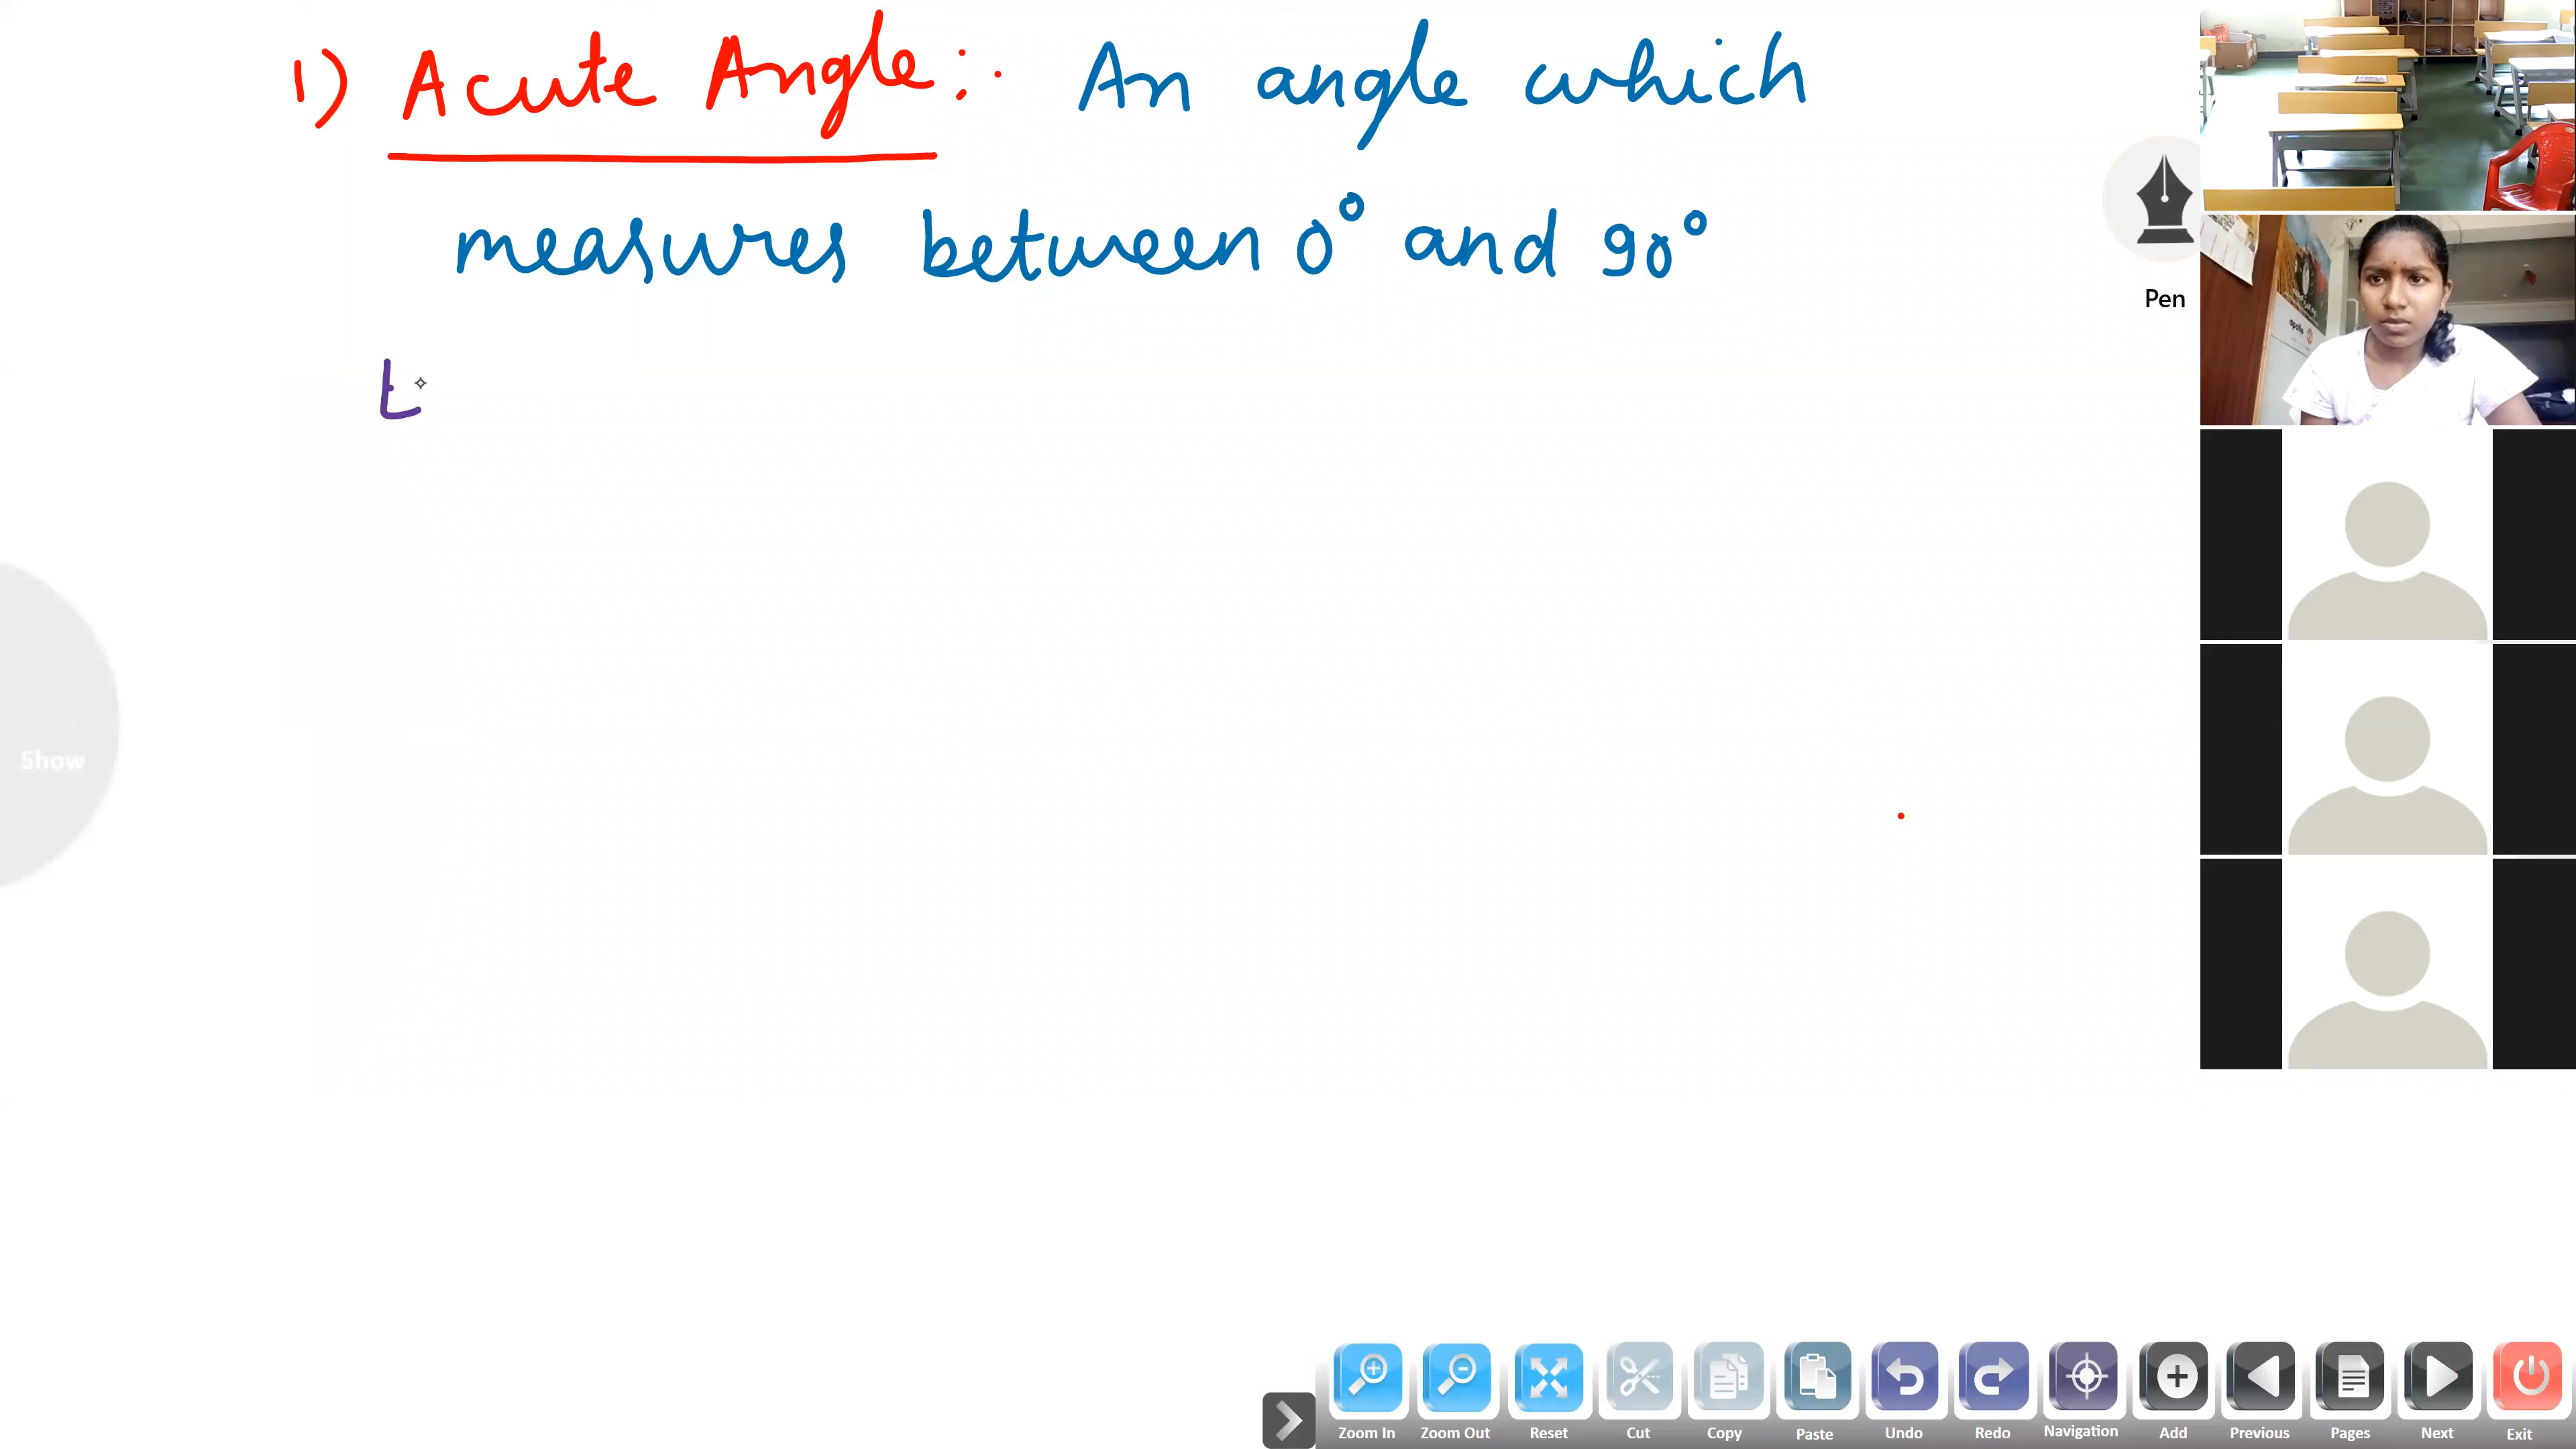 1) Acute Angle :. An angle which
measures between 0° and 90°
Pen
Show
Zoom In Zoom Out Reset Cut Copy Paste Undo Redo Navigation Add Previous Pages Next Exit